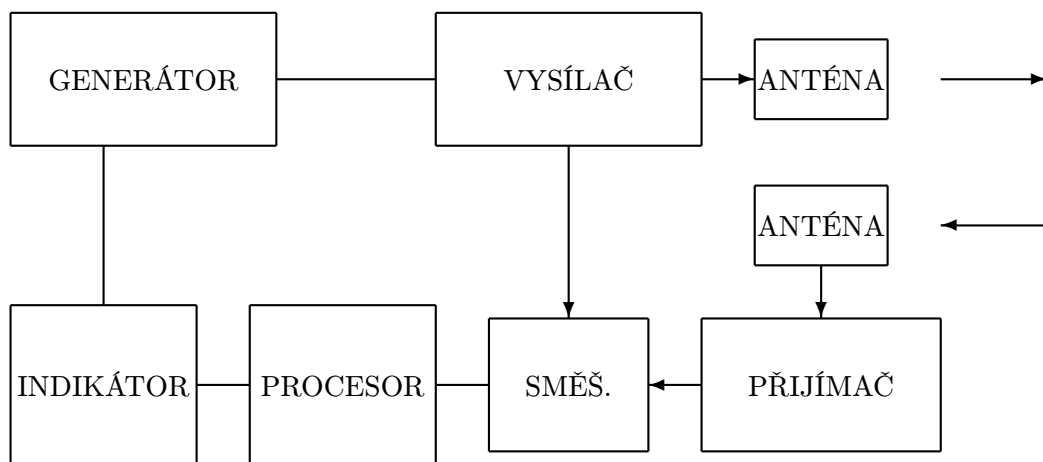 GENERÁTOR
VYSÍLAČ
ANTÉNA
ANTÉNA
INDIKÁTOR
PROCESOR
SMĚŠ.
PŘIJÍMAČ